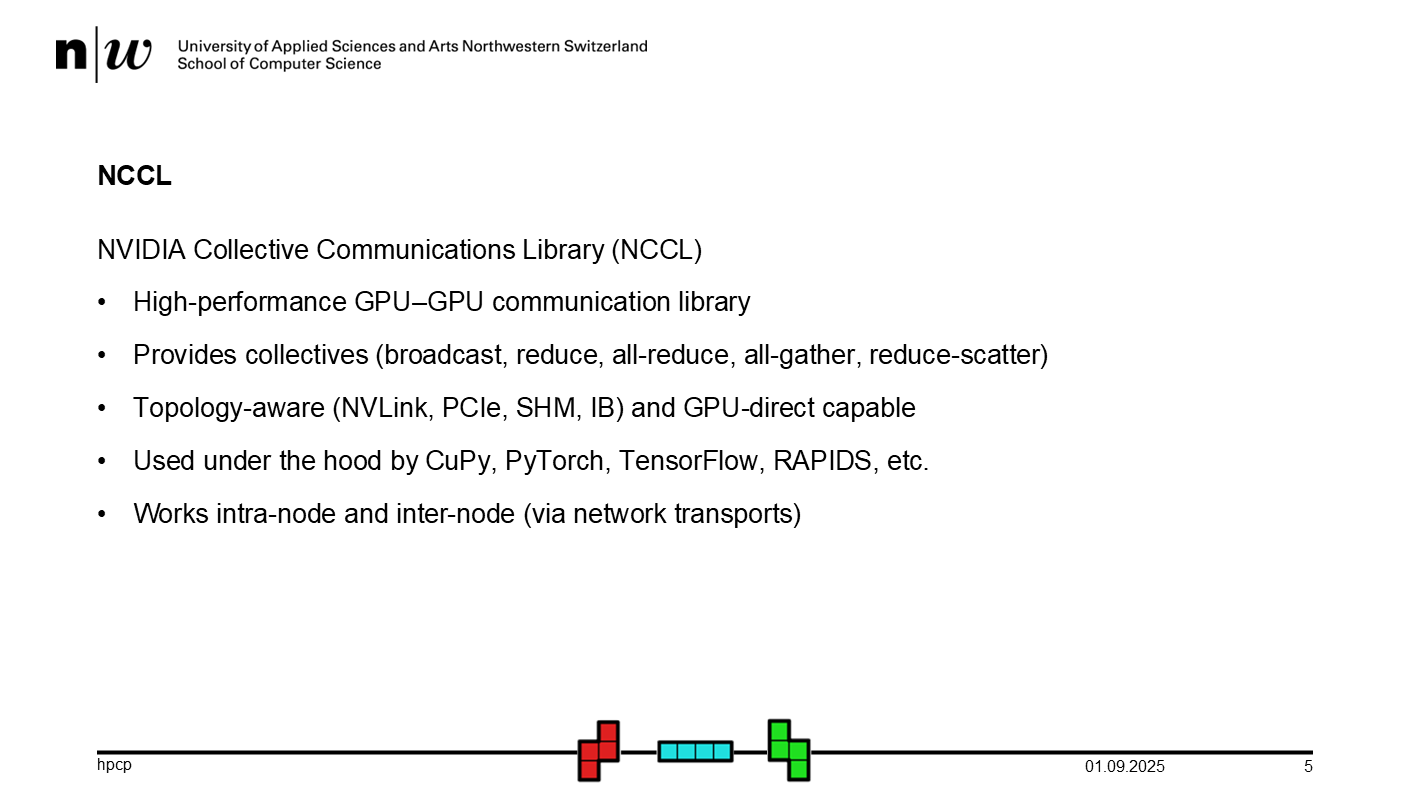 n|w University of Applied Sciences and Arts Northwestern Switzerland
School of Computer Science
NCCL
NVIDIA Collective Communications Library (NCCL)
• High-performance GPU–GPU communication library
• Provides collectives (broadcast, reduce, all-reduce, all-gather, reduce-scatter)
• Topology-aware (NVLink, PCIe, SHM, IB) and GPU-direct capable
• Used under the hood by CuPy, PyTorch, TensorFlow, RAPIDS, etc.
• Works intra-node and inter-node (via network transports)
hpcp 01.09.2025 5